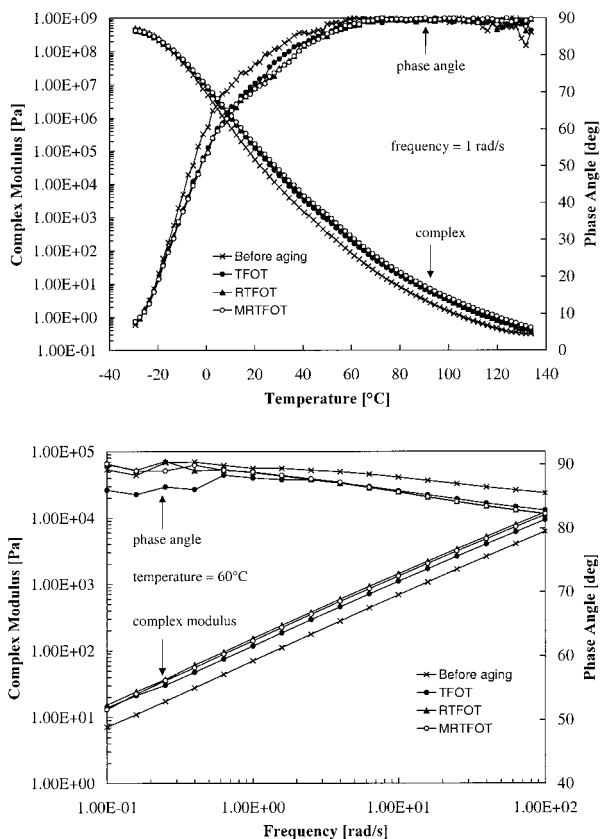 1.00E+09
1.00E+08
1.00E+07
1.00E+06
1.00E+05
1.00E+04
1.00E+03
1.00E+02
1.00E+01
1.00E+00
1.00E-01
Complex Modulus [Pa]
90
80
70
60
50
40
30
20
10
0
Phase Angle [deg]
phase angle
frequency = 1 rad/s
complex
Before aging
TFOT
RTFOT
MRTFOT
-40 -20 0 20 40 60 80 100 120 140
Temperature [°C]
1.00E+05
1.00E+04
1.00E+03
1.00E+02
1.00E+01
1.00E+00
Complex Modulus [Pa]
90
80
70
60
50
40
Phase Angle [deg]
phase angle
temperature = 60°C
complex modulus
Before aging
TFOT
RTFOT
MRTFOT
1.00E-01 1.00E+00 1.00E+01 1.00E+02
Frequency [rad/s]